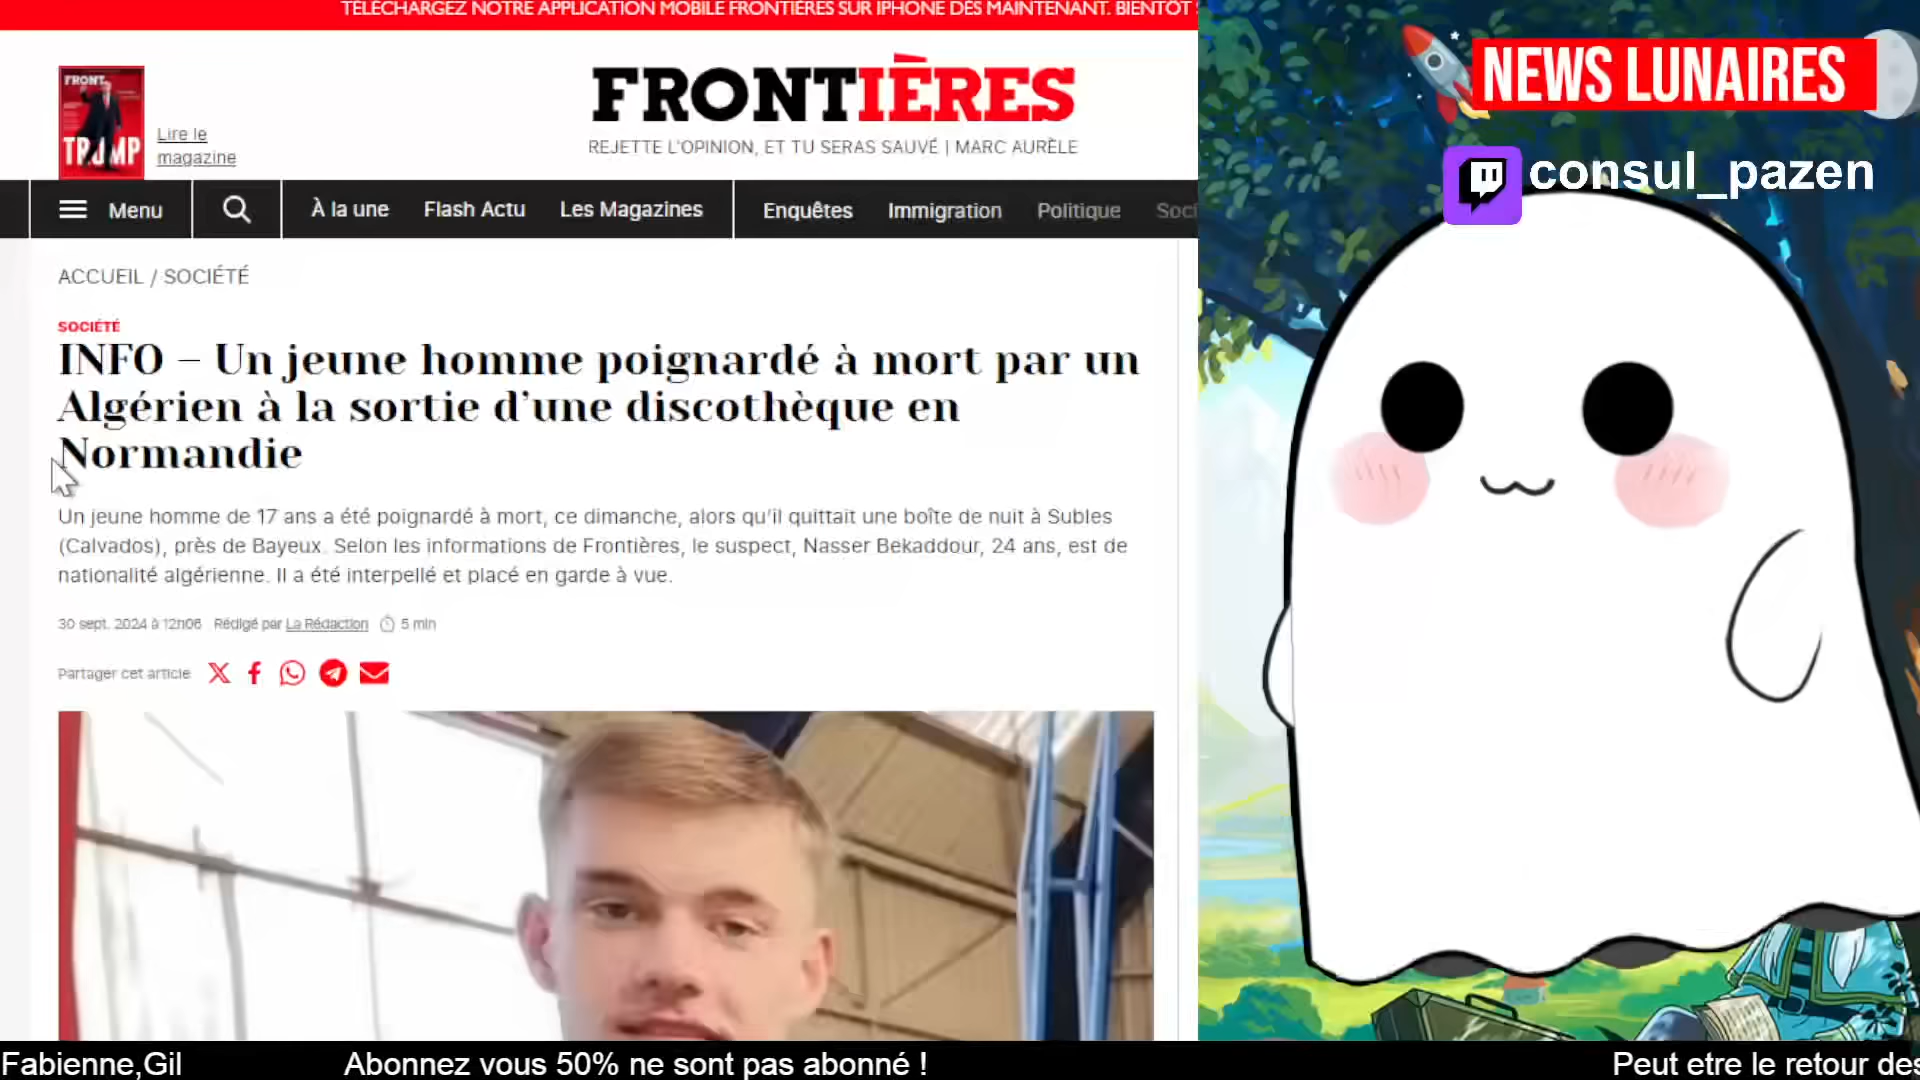 TÉLÉCHARGEZ NOTRE APPLICATION MOBILE FRONTIÈRES SUR IPHONE DÈS MAINTENANT. BIENTÔT
FRONT
TRUMP
Lire le
magazine
FRONTIÈRES
REJETTE L'OPINION, ET TU SERAS SAUVÉ | MARC AURÈLE
Menu
À la une
Flash Actu
Les Magazines
Enquêtes
Immigration
Politique
Soci
ACCUEIL / SOCIÉTÉ
SOCIÉTÉ
INFO – Un jeune homme poignardé à mort par un
Algérien à la sortie d'une discothèque en
Normandie
Un jeune homme de 17 ans a été poignardé à mort, ce dimanche, alors qu'il quittait une boîte de nuit à Subles
(Calvados), près de Bayeux. Selon les informations de Frontières, le suspect, Nasser Bekaddour, 24 ans, est de
nationalité algérienne. Il a été interpellé et placé en garde à vue.
30 sept. 2024 à 12h06 Rédigé par La Rédaction 5 min
Partager cet article
NEWS LUNAIRES
consul_pazen
Fabienne,Gil Abonnez vous 50% ne sont pas abonné ! Peut etre le retour des